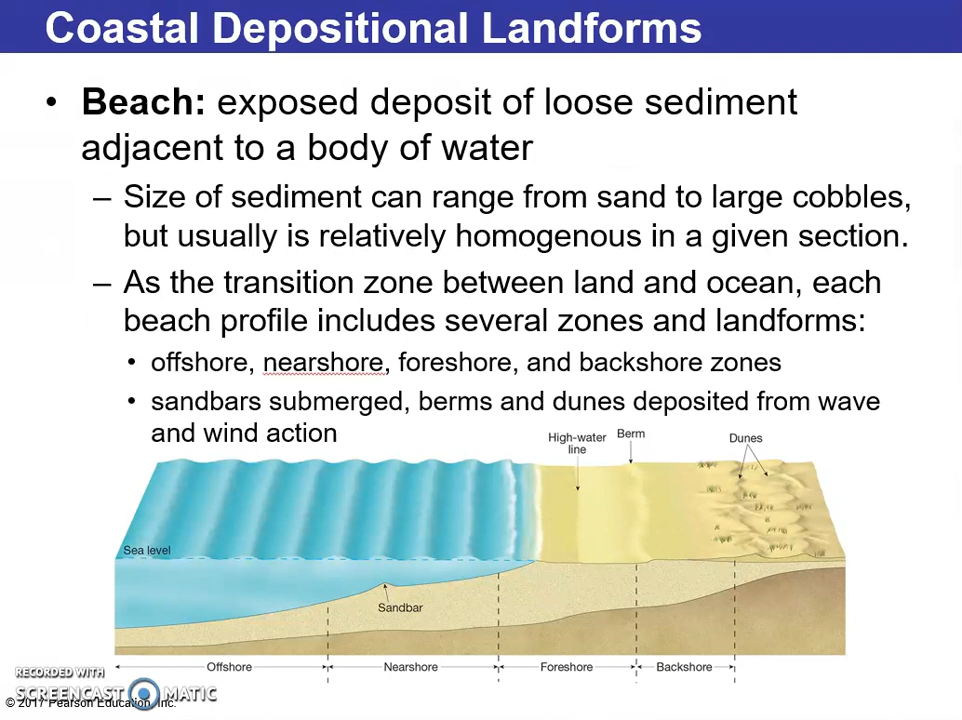 Coastal Depositional Landforms
• Beach: exposed deposit of loose sediment
adjacent to a body of water
– Size of sediment can range from sand to large cobbles,
but usually is relatively homogenous in a given section.
– As the transition zone between land and ocean, each
beach profile includes several zones and landforms:
• offshore, nearshore, foreshore, and backshore zones
• sandbars submerged, berms and dunes deposited from wave
and wind action
High-water
line
Berm
Dunes
Sea level
Sandbar
Offshore
Nearshore
Foreshore
Backshore
RECORDED WITH
SCREENCAST MATIC
© 2017 Pearson Education, Inc.